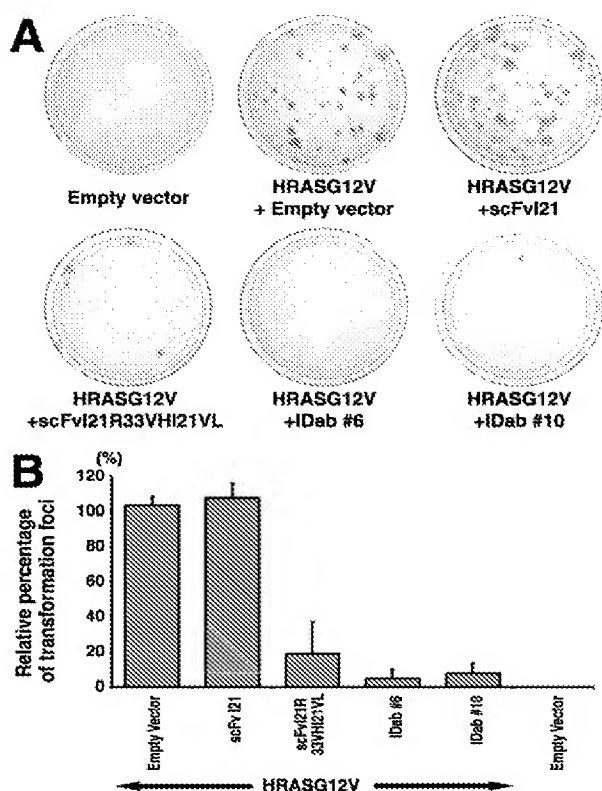 A
Empty vector
HRASG12V
+ Empty vector
HRASG12V
+scFvI21
HRASG12V
+scFvI21R33VHI21VL
HRASG12V
+IDab #6
HRASG12V
+IDab #10
B
(%)
120
100
80
60
40
20
0
Relative percentage
of transformation foci
Empty Vector
scFv I21
scFvI21R
33VHI21VL
IDab #6
IDab #10
Empty Vector
HRASG12V